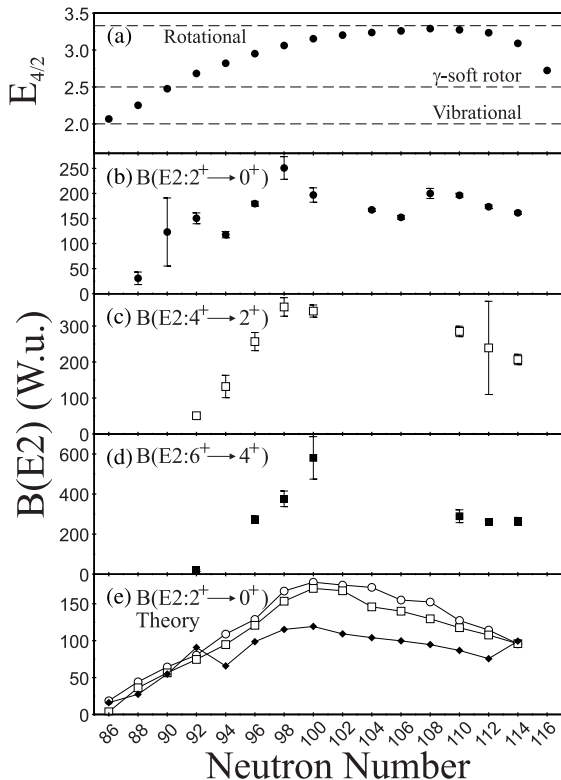 (a)
Rotational
γ-soft rotor
Vibrational
3.5
3.0
2.5
2.0
E4/2
(b) B(E2:2⁺→0⁺)
250
200
150
100
50
0
(c) B(E2:4⁺→2⁺)
300
200
100
0
(d) B(E2:6⁺→4⁺)
600
400
200
0
(e) B(E2:2⁺→0⁺)
Theory
150
100
50
0
B(E2) (W.u.)
86 88 90 92 94 96 98 100 102 104 106 108 110 112 114 116
Neutron Number